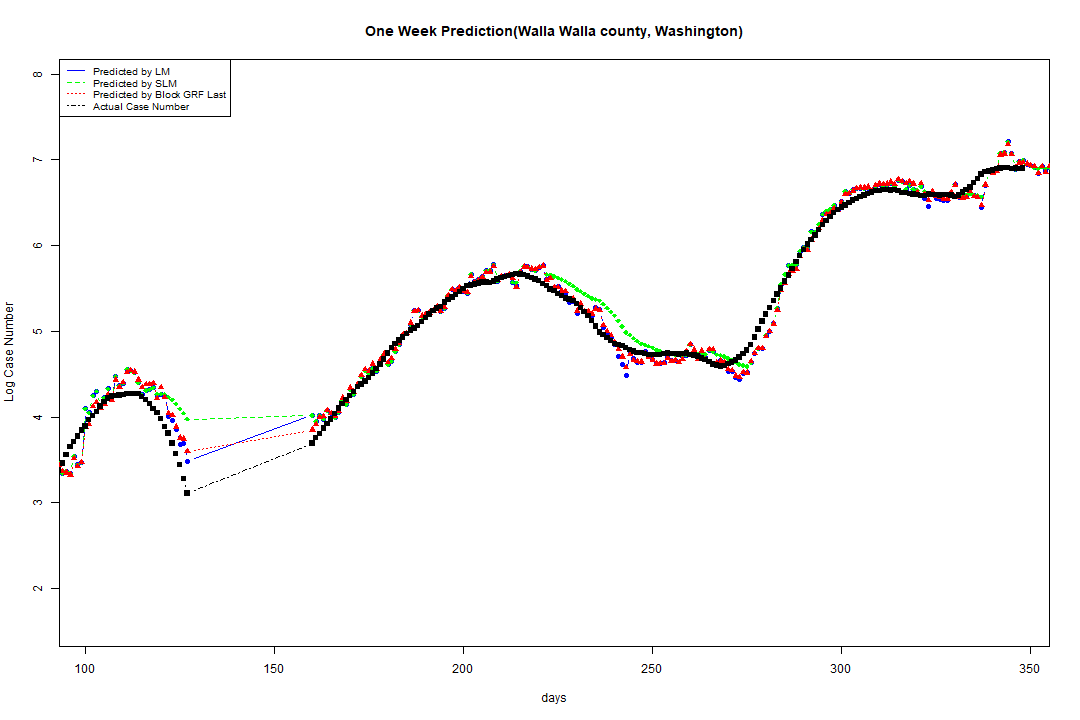 One Week Prediction(Walla Walla county, Washington)
Predicted by LM
Predicted by SLM
Predicted by Block GRF Last
Actual Case Number
8
7
6
5
4
3
2
Log Case Number
100 150 200 250 300 350
days